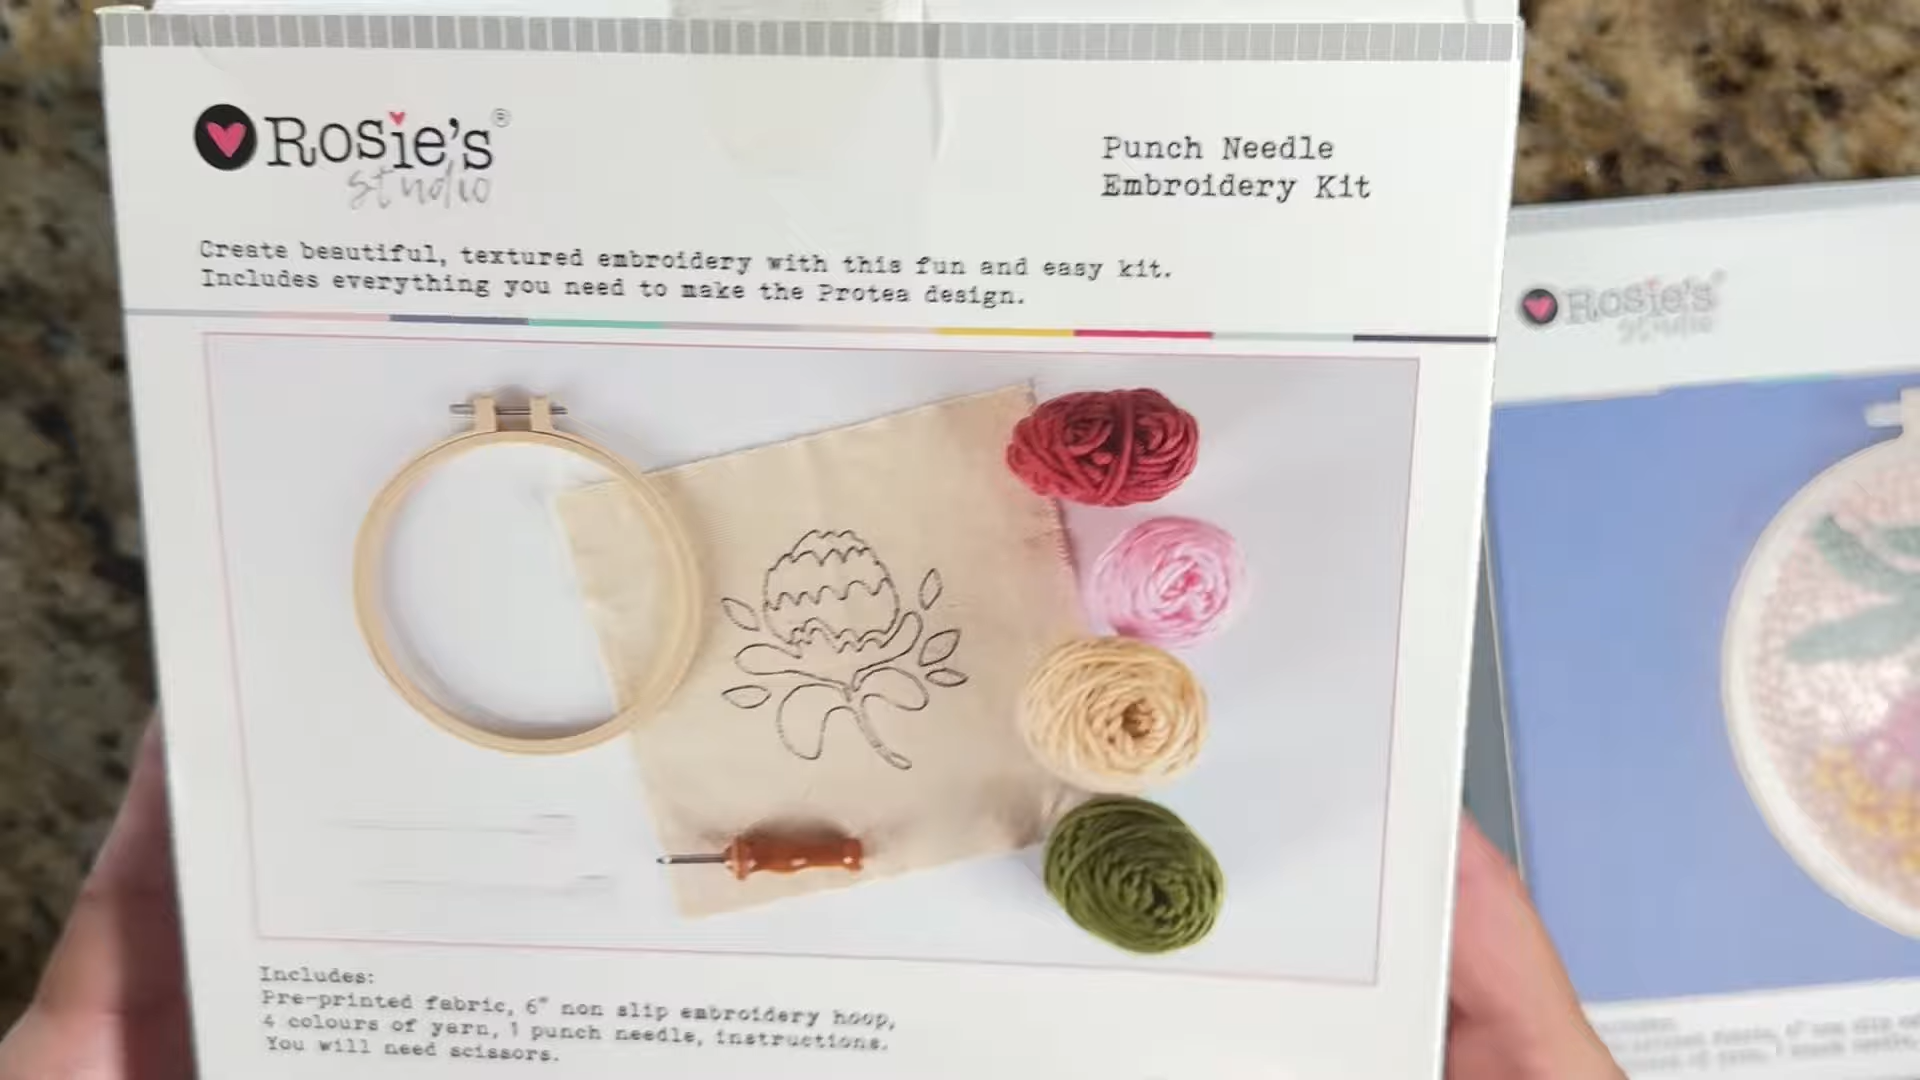 Rosie's®
studio
Punch Needle
Embroidery Kit
Create beautiful, textured embroidery with this fun and easy kit.
Includes everything you need to make the Protea design.
Includes:
Pre-printed fabric, 6" non slip embroidery hoop,
4 colours of yarn, 1 punch needle, instructions.
You will need scissors.
Rosie's
studio